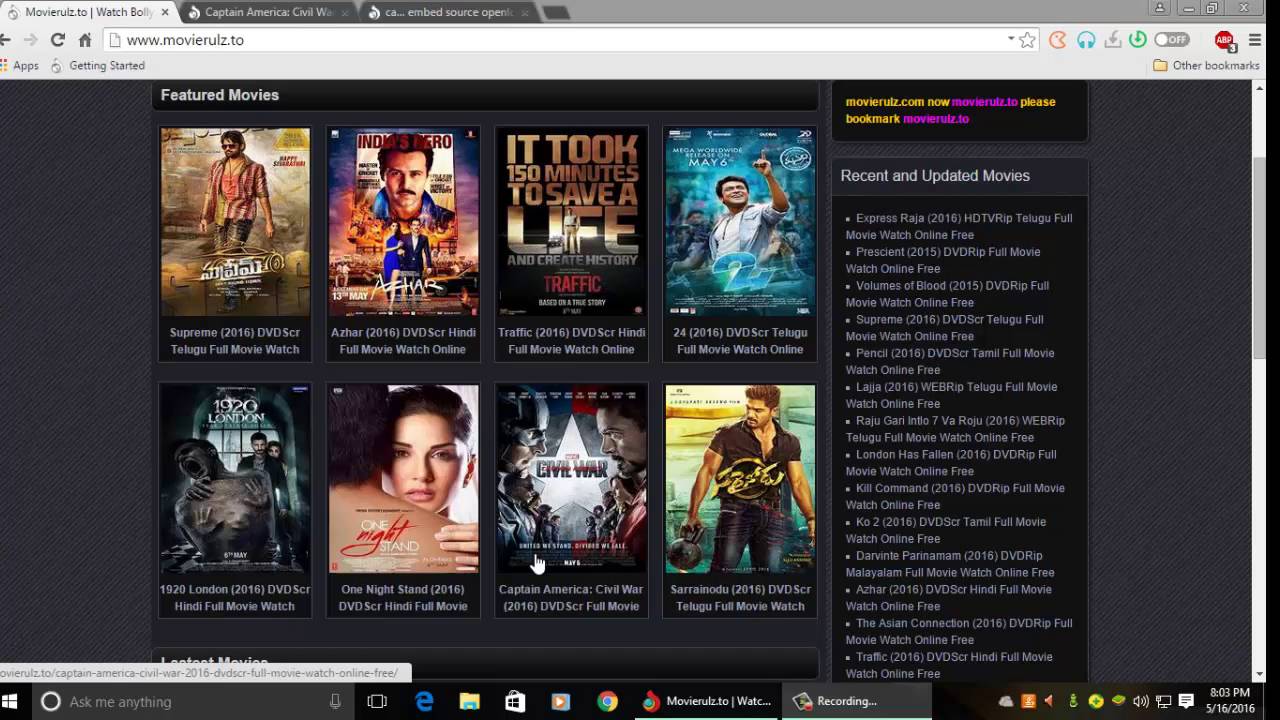 Movierulz.to | Watch Bolly
Captain America: Civil War
ca... embed source openlo
www.movierulz.to
ABP
3
OFF
Apps
Getting Started
Other bookmarks
Featured Movies
movierulz.com now movierulz.to please
bookmark movierulz.to
INDIA'S HERO
13TH MAY
AZHAR
IT TOOK
150 MINUTES
TO SAVE A
LIFE
AND CREATE HISTORY
TRAFFIC
BASED ON A TRUE STORY
MEGA WORLDWIDE
RELEASE ON
MAY 6TH
24
సుప్రీమ్
Supreme (2016) DVDScr
Telugu Full Movie Watch
Azhar (2016) DVDScr Hindi
Full Movie Watch Online
Traffic (2016) DVDScr Hindi
Full Movie Watch Online
24 (2016) DVDScr Telugu
Full Movie Watch Online
1920
LONDON
6TH MAY
ONE
night
STAND
MARVEL
CIVIL WAR
UNITED WE STAND. DIVIDED WE FALL.
MAY 6
సరైనోడు
1920 London (2016) DVDScr
Hindi Full Movie Watch
One Night Stand (2016)
DVDScr Hindi Full Movie
Captain America: Civil War
(2016) DVDScr Full Movie
Sarrainodu (2016) DVDScr
Telugu Full Movie Watch
Latest Movies
Recent and Updated Movies
Express Raja (2016) HDTVRip Telugu Full
Movie Watch Online Free
Prescient (2015) DVDRip Full Movie
Watch Online Free
Volumes of Blood (2015) DVDRip Full
Movie Watch Online Free
Supreme (2016) DVDScr Telugu Full
Movie Watch Online Free
Pencil (2016) DVDScr Tamil Full Movie
Watch Online Free
Lajja (2016) WEBRip Telugu Full Movie
Watch Online Free
Raju Gari Intlo 7 Va Roju (2016) WEBRip
Telugu Full Movie Watch Online Free
London Has Fallen (2016) DVDRip Full
Movie Watch Online Free
Kill Command (2016) DVDRip Full Movie
Watch Online Free
Ko 2 (2016) DVDScr Tamil Full Movie
Watch Online Free
Darvinte Parinamam (2016) DVDRip
Malayalam Full Movie Watch Online Free
Azhar (2016) DVDScr Hindi Full Movie
Watch Online Free
The Asian Connection (2016) DVDRip Full
Movie Watch Online Free
Traffic (2016) DVDScr Hindi Full Movie
Watch Online Free
ovierulz.to/captain-america-civil-war-2016-dvdscr-full-movie-watch-online-free/
Ask me anything
Movierulz.to | Watc...
Recording...
8:03 PM
5/16/2016